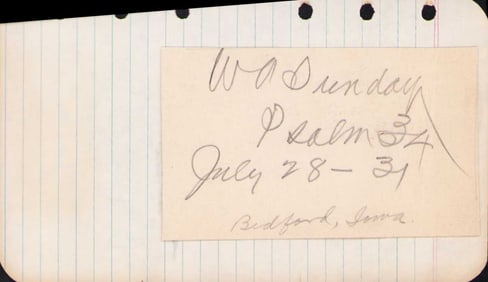 W A Sunday
Psalm 34
July 28 - 31
Bedford, Iowa.